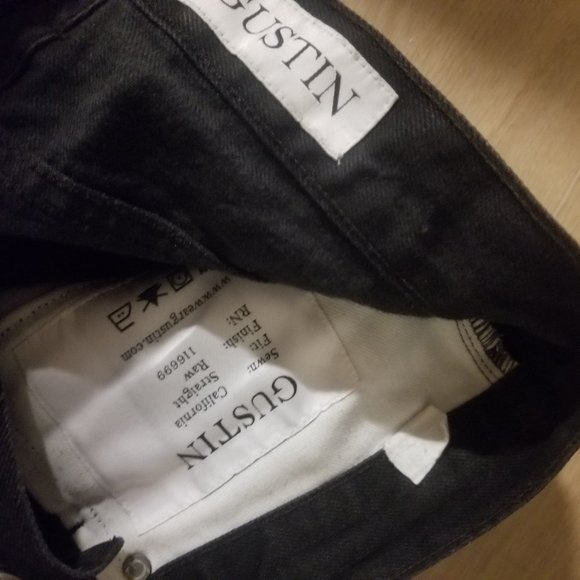 GUSTIN
GUSTIN
Sewn: California
Fit: Straight
Finish: Raw
RN: 116699
www.weargustin.com